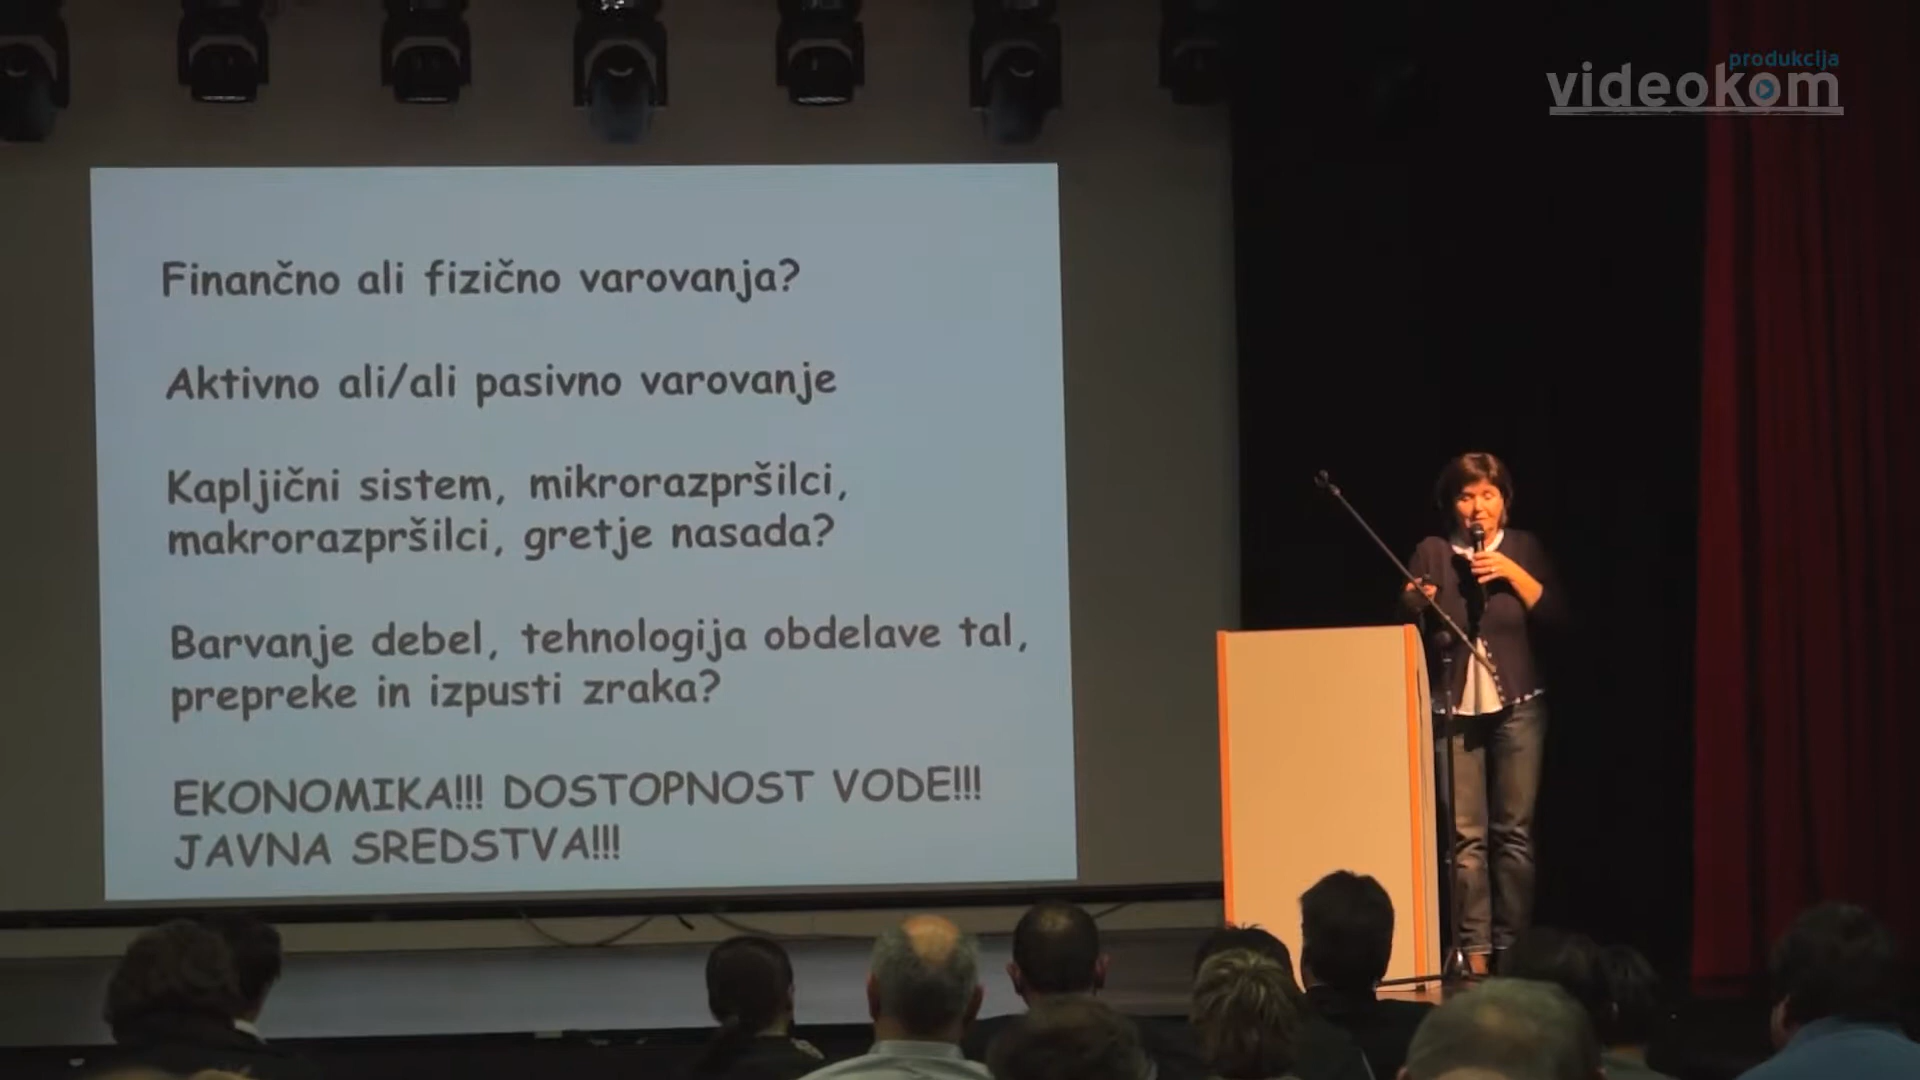 produkcija
videokom
Finančno ali fizično varovanja?
Aktivno ali/ali pasivno varovanje
Kapljični sistem, mikrorazpršilci,
makrorazpršilci, gretje nasada?
Barvanje debel, tehnologija obdelave tal,
prepreke in izpusti zraka?
EKONOMIKA!!! DOSTOPNOST VODE!!!
JAVNA SREDSTVA!!!